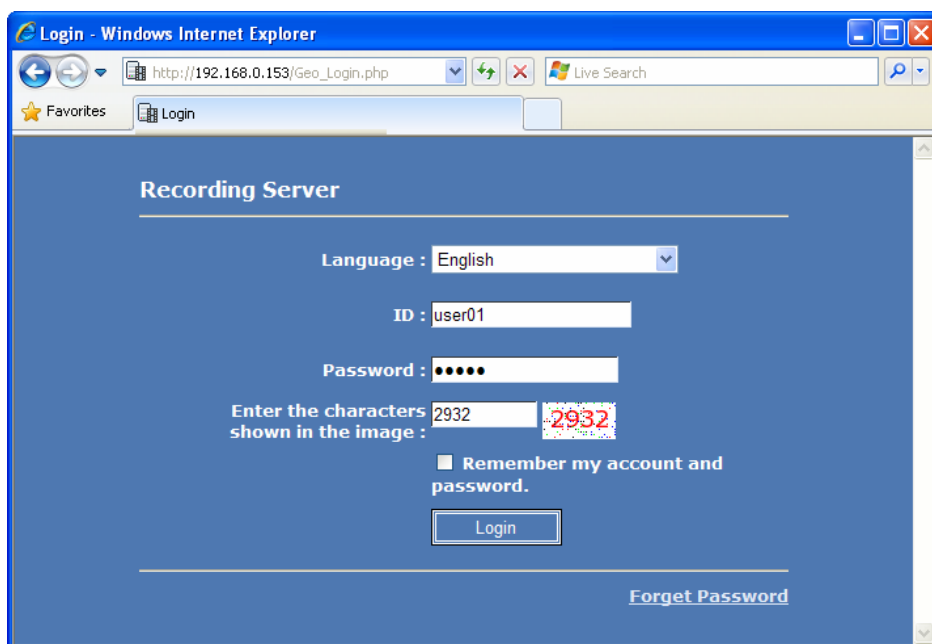 Login - Windows Internet Explorer
http://192.168.0.153/Geo_Login.php
Live Search
Favorites
Login
Recording Server
Language : English
ID : user01
Password : •••••
Enter the characters
shown in the image : 2932 2932
Remember my account and
password.
Login
Forget Password